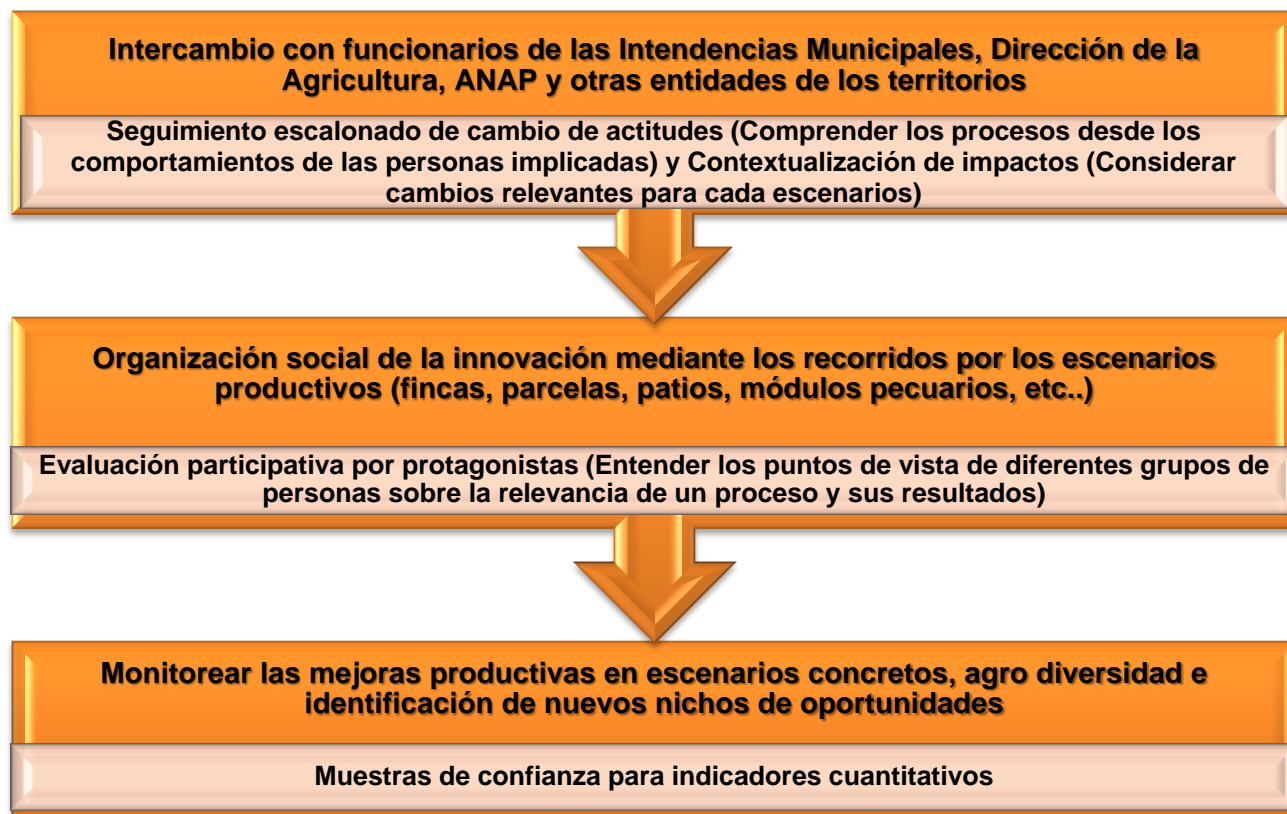 Intercambio con funcionarios de las Intendencias Municipales, Dirección de la
Agricultura, ANAP y otras entidades de los territorios
Seguimiento escalonado de cambio de actitudes (Comprender los procesos desde los
comportamientos de las personas implicadas) y Contextualización de impactos (Considerar
cambios relevantes para cada escenarios)
Organización social de la innovación mediante los recorridos por los escenarios
productivos (fincas, parcelas, patios, módulos pecuarios, etc..)
Evaluación participativa por protagonistas (Entender los puntos de vista de diferentes grupos de
personas sobre la relevancia de un proceso y sus resultados)
Monitorear las mejoras productivas en escenarios concretos, agro diversidad e
identificación de nuevos nichos de oportunidades
Muestras de confianza para indicadores cuantitativos